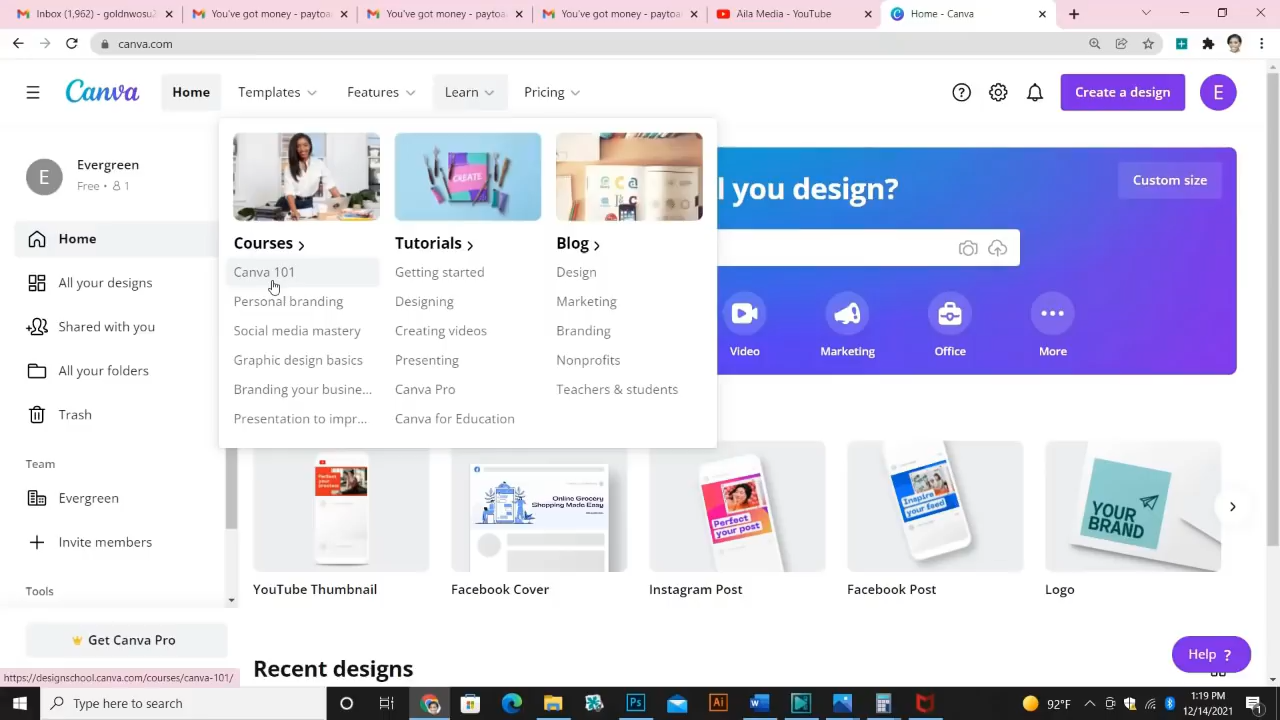 Inbox (1,962) - goldwosu
You've got money - paytoa
You've got money - paytoa
You've got money - paytoa
Aila Media - YouTube
Home - Canva
canva.com
Canva
Home
Templates
Features
Learn
Pricing
Create a design
E
E
Evergreen
Free • 1
Home
All your designs
Shared with you
All your folders
Trash
Team
Evergreen
Invite members
Tools
Get Canva Pro
https://designschool.canva.com/courses/canva-101/
CREATE
Courses
Canva 101
Personal branding
Social media mastery
Graphic design basics
Branding your busine...
Presentation to impr...
Tutorials
Getting started
Designing
Creating videos
Presenting
Canva Pro
Canva for Education
Blog
Design
Marketing
Branding
Nonprofits
Teachers & students
l you design?
Custom size
Video
Marketing
Office
More
Online Grocery
Shopping Made Easy
Perfect
your post
Inspire
your feed
YOUR
BRAND
YouTube Thumbnail
Facebook Cover
Instagram Post
Facebook Post
Logo
Recent designs
Help ?
Type here to search
Ps
Ai
92°F
1:19 PM
12/14/2021